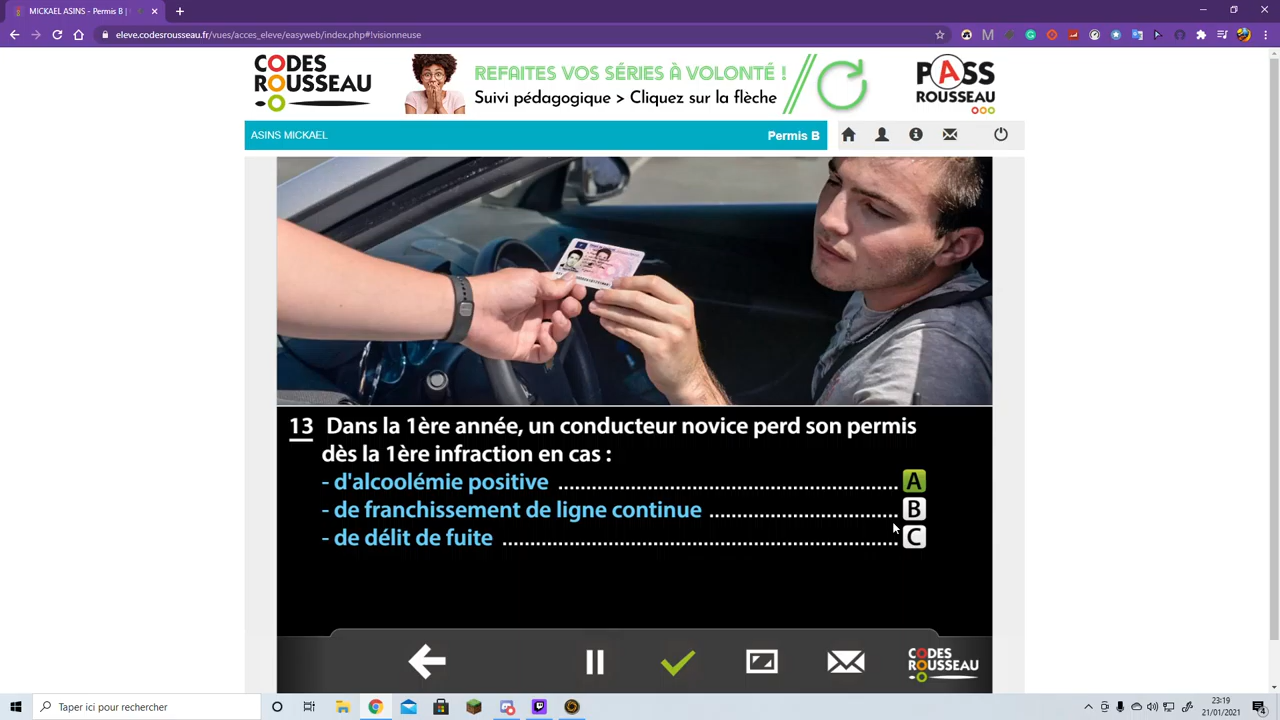 MICKAEL ASINS - Permis B |
eleve.codesrousseau.fr/vues/acces_eleve/easyweb/index.php#!visionneuse
CODES
ROUSSEAU
REFAITES VOS SÉRIES À VOLONTÉ !
Suivi pédagogique > Cliquez sur la flèche
PASS
ROUSSEAU
ASINS MICKAEL
Permis B
13 Dans la 1ère année, un conducteur novice perd son permis
dès la 1ère infraction en cas :
- d'alcoolémie positive ............................................................. A
- de franchissement de ligne continue .................................. B
- de délit de fuite ....................................................................... C
CODES
ROUSSEAU
Taper ici pour rechercher
23:19
21/01/2021